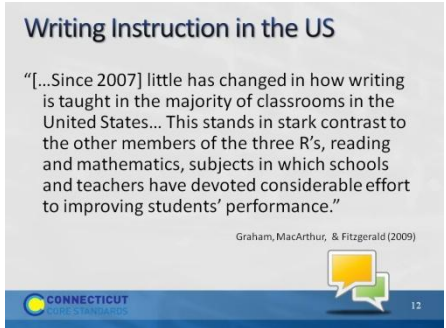 Writing Instruction in the US
“[...Since 2007] little has changed in how writing
is taught in the majority of classrooms in the
United States... This stands in stark contrast to
the other members of the three R’s, reading
and mathematics, subjects in which schools
and teachers have devoted considerable effort
to improving students’ performance.”
Graham, MacArthur, & Fitzgerald (2009)
CONNECTICUT
CORE STANDARDS
12